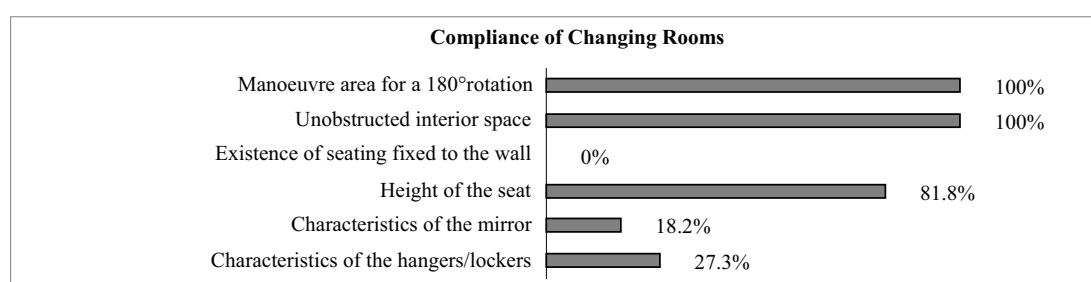 Compliance of Changing Rooms
Manoeuvre area for a 180°rotation 100%
Unobstructed interior space 100%
Existence of seating fixed to the wall 0%
Height of the seat 81.8%
Characteristics of the mirror 18.2%
Characteristics of the hangers/lockers 27.3%